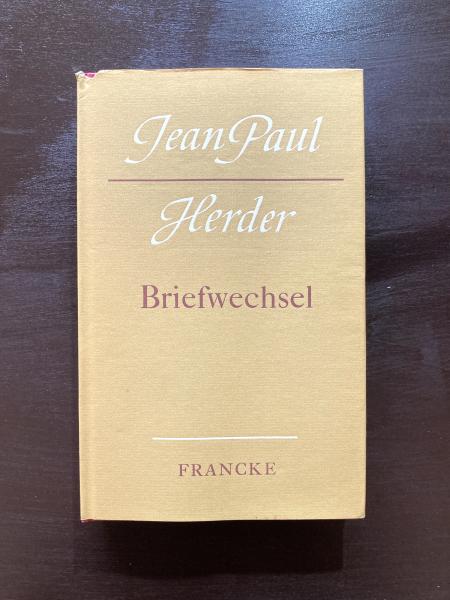 Jean Paul
Herder
Briefwechsel
FRANCKE